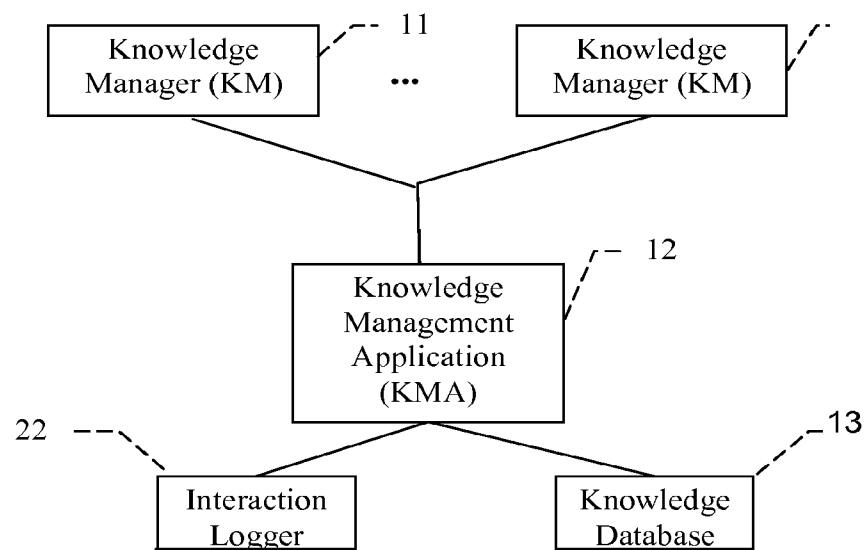 Knowledge
Manager (KM)
11
...
Knowledge
Manager (KM)
Knowledge
Management
Application
(KMA)
12
22
Interaction
Logger
13
Knowledge
Database